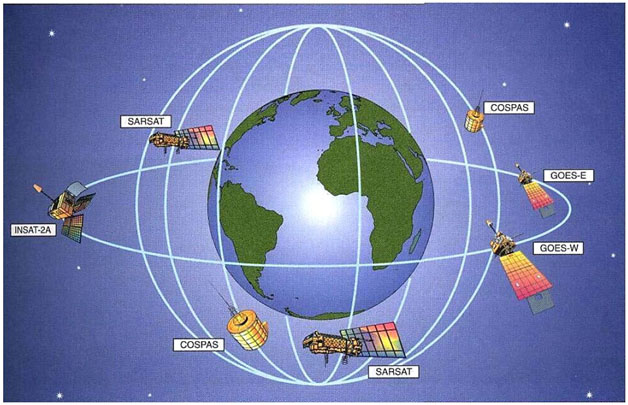 COSPAS
SARSAT
GOES-E
INSAT-2A
GOES-W
COSPAS
SARSAT